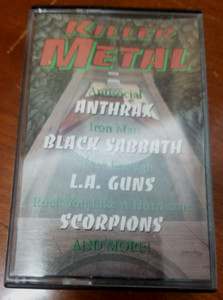 KILLER
METAL
Antisocial
ANTHRAX
Iron Man
BLACK SABBATH
L.A. GUNS
Rock You Like A Hurricane
SCORPIONS
AND MORE!